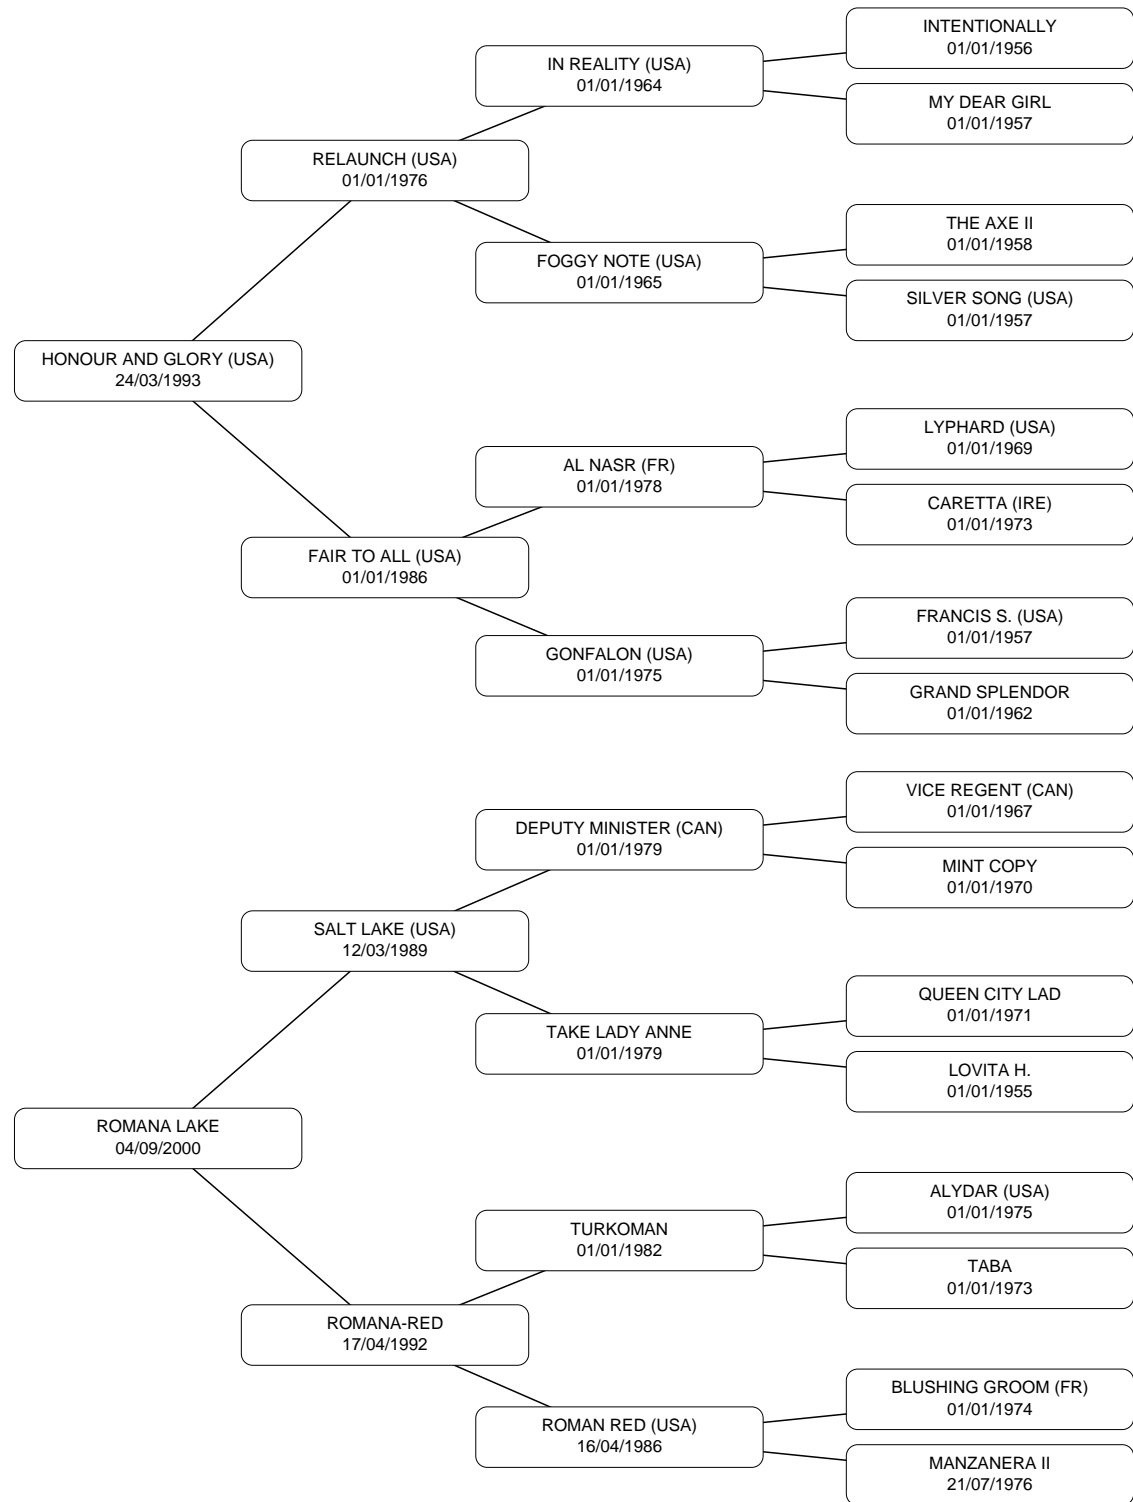 INTENTIONALLY
01/01/1956
IN REALITY (USA)
01/01/1964
MY DEAR GIRL
01/01/1957
RELAUNCH (USA)
01/01/1976
THE AXE II
01/01/1958
FOGGY NOTE (USA)
01/01/1965
SILVER SONG (USA)
01/01/1957
HONOUR AND GLORY (USA)
24/03/1993
LYPHARD (USA)
01/01/1969
AL NASR (FR)
01/01/1978
CARETTA (IRE)
01/01/1973
FAIR TO ALL (USA)
01/01/1986
FRANCIS S. (USA)
01/01/1957
GONFALON (USA)
01/01/1975
GRAND SPLENDOR
01/01/1962
VICE REGENT (CAN)
01/01/1967
DEPUTY MINISTER (CAN)
01/01/1979
MINT COPY
01/01/1970
SALT LAKE (USA)
12/03/1989
QUEEN CITY LAD
01/01/1971
TAKE LADY ANNE
01/01/1979
LOVITA H.
01/01/1955
ROMANA LAKE
04/09/2000
ALYDAR (USA)
01/01/1975
TURKOMAN
01/01/1982
TABA
01/01/1973
ROMANA-RED
17/04/1992
BLUSHING GROOM (FR)
01/01/1974
ROMAN RED (USA)
16/04/1986
MANZANERA II
21/07/1976